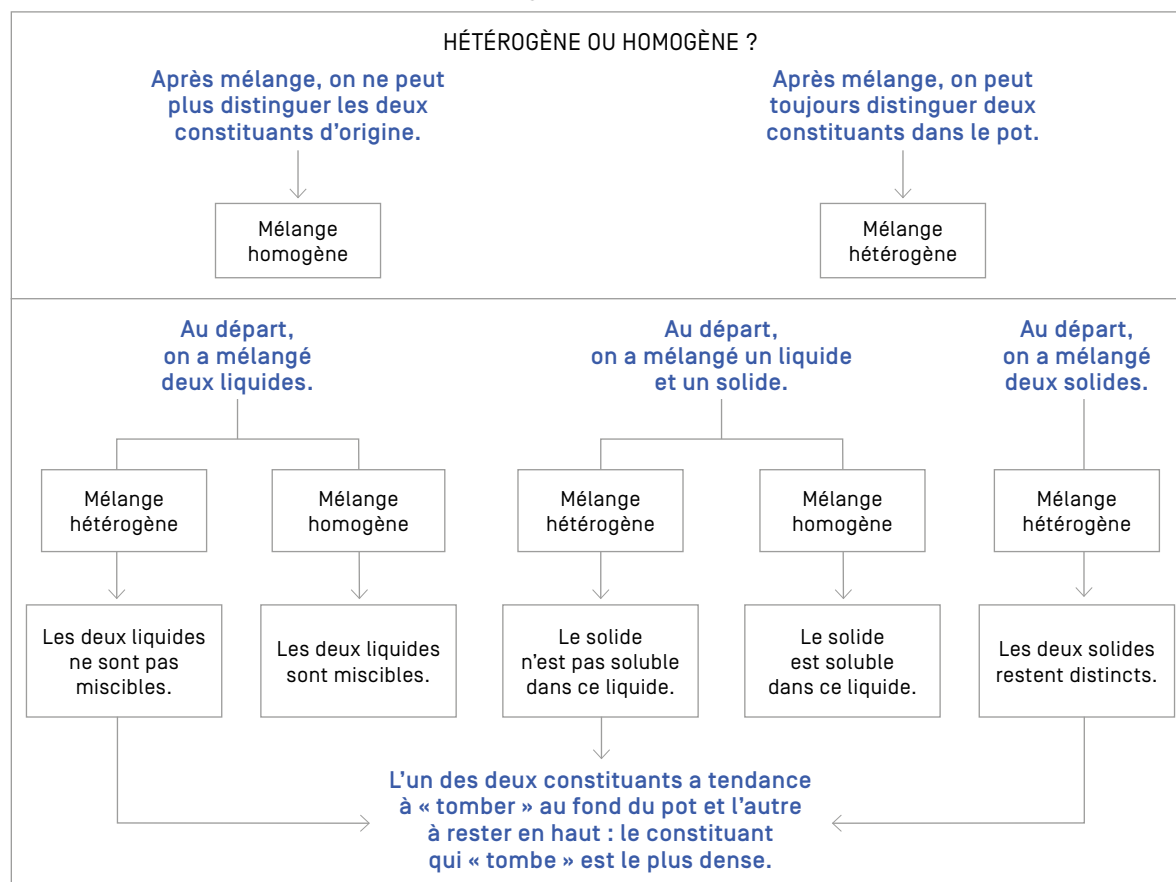 HÉTÉROGÈNE OU HOMOGÈNE ?
Après mélange, on ne peut
plus distinguer les deux
constituants d'origine.
Après mélange, on peut
toujours distinguer deux
constituants dans le pot.
Mélange
homogène
Mélange
hétérogène
Au départ,
on a mélangé
deux liquides.
Au départ,
on a mélangé un liquide
et un solide.
Au départ,
on a mélangé
deux solides.
Mélange
hétérogène
Mélange
homogène
Mélange
hétérogène
Mélange
homogène
Mélange
hétérogène
Les deux liquides
ne sont pas
miscibles.
Les deux liquides
sont miscibles.
Le solide
n'est pas soluble
dans ce liquide.
Le solide
est soluble
dans ce liquide.
Les deux solides
restent distincts.
L'un des deux constituants a tendance
à « tomber » au fond du pot et l'autre
à rester en haut : le constituant
qui « tombe » est le plus dense.